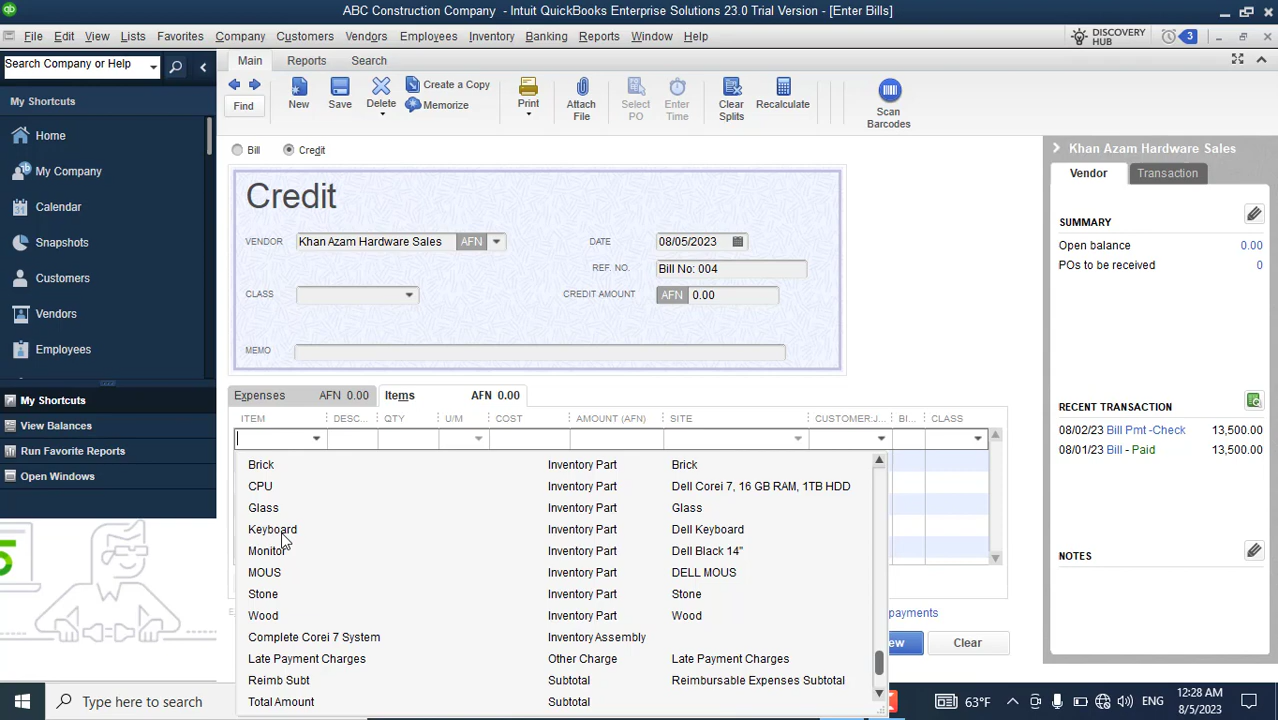 ABC Construction Company - Intuit QuickBooks Enterprise Solutions 23.0 Trial Version - [Enter Bills]
File Edit View Lists Favorites Company Customers Vendors Employees Inventory Banking Reports Window Help
DISCOVERY HUB 3
Search Company or Help
Main Reports Search
My Shortcuts
Home
My Company
Calendar
Snapshots
Customers
Vendors
Employees
My Shortcuts
View Balances
Run Favorite Reports
Open Windows
Find
New
Save
Delete
Create a Copy
Memorize
Print
Attach File
Select PO
Enter Time
Clear Splits
Recalculate
Scan Barcodes
Bill Credit
Credit
VENDOR Khan Azam Hardware Sales AFN
DATE 08/05/2023
REF. NO. Bill No: 004
CLASS
CREDIT AMOUNT AFN 0.00
MEMO
Expenses AFN 0.00 Items AFN 0.00
ITEM DESC... QTY U/M COST AMOUNT (AFN) SITE CUSTOMER:J... BI... CLASS
Brick Inventory Part Brick
CPU Inventory Part Dell Corei 7, 16 GB RAM, 1TB HDD
Glass Inventory Part Glass
Keyboard Inventory Part Dell Keyboard
Monitor Inventory Part Dell Black 14"
MOUS Inventory Part DELL MOUS
Stone Inventory Part Stone
Wood Inventory Part Wood
Complete Corei 7 System Inventory Assembly
Late Payment Charges Other Charge Late Payment Charges
Reimb Subt Subtotal Reimbursable Expenses Subtotal
Total Amount Subtotal
payments
ew Clear
Khan Azam Hardware Sales
Vendor Transaction
SUMMARY
Open balance 0.00
POs to be received 0
RECENT TRANSACTION
08/02/23 Bill Pmt -Check 13,500.00
08/01/23 Bill - Paid 13,500.00
NOTES
Type here to search
63°F ENG 12:28 AM
8/5/2023